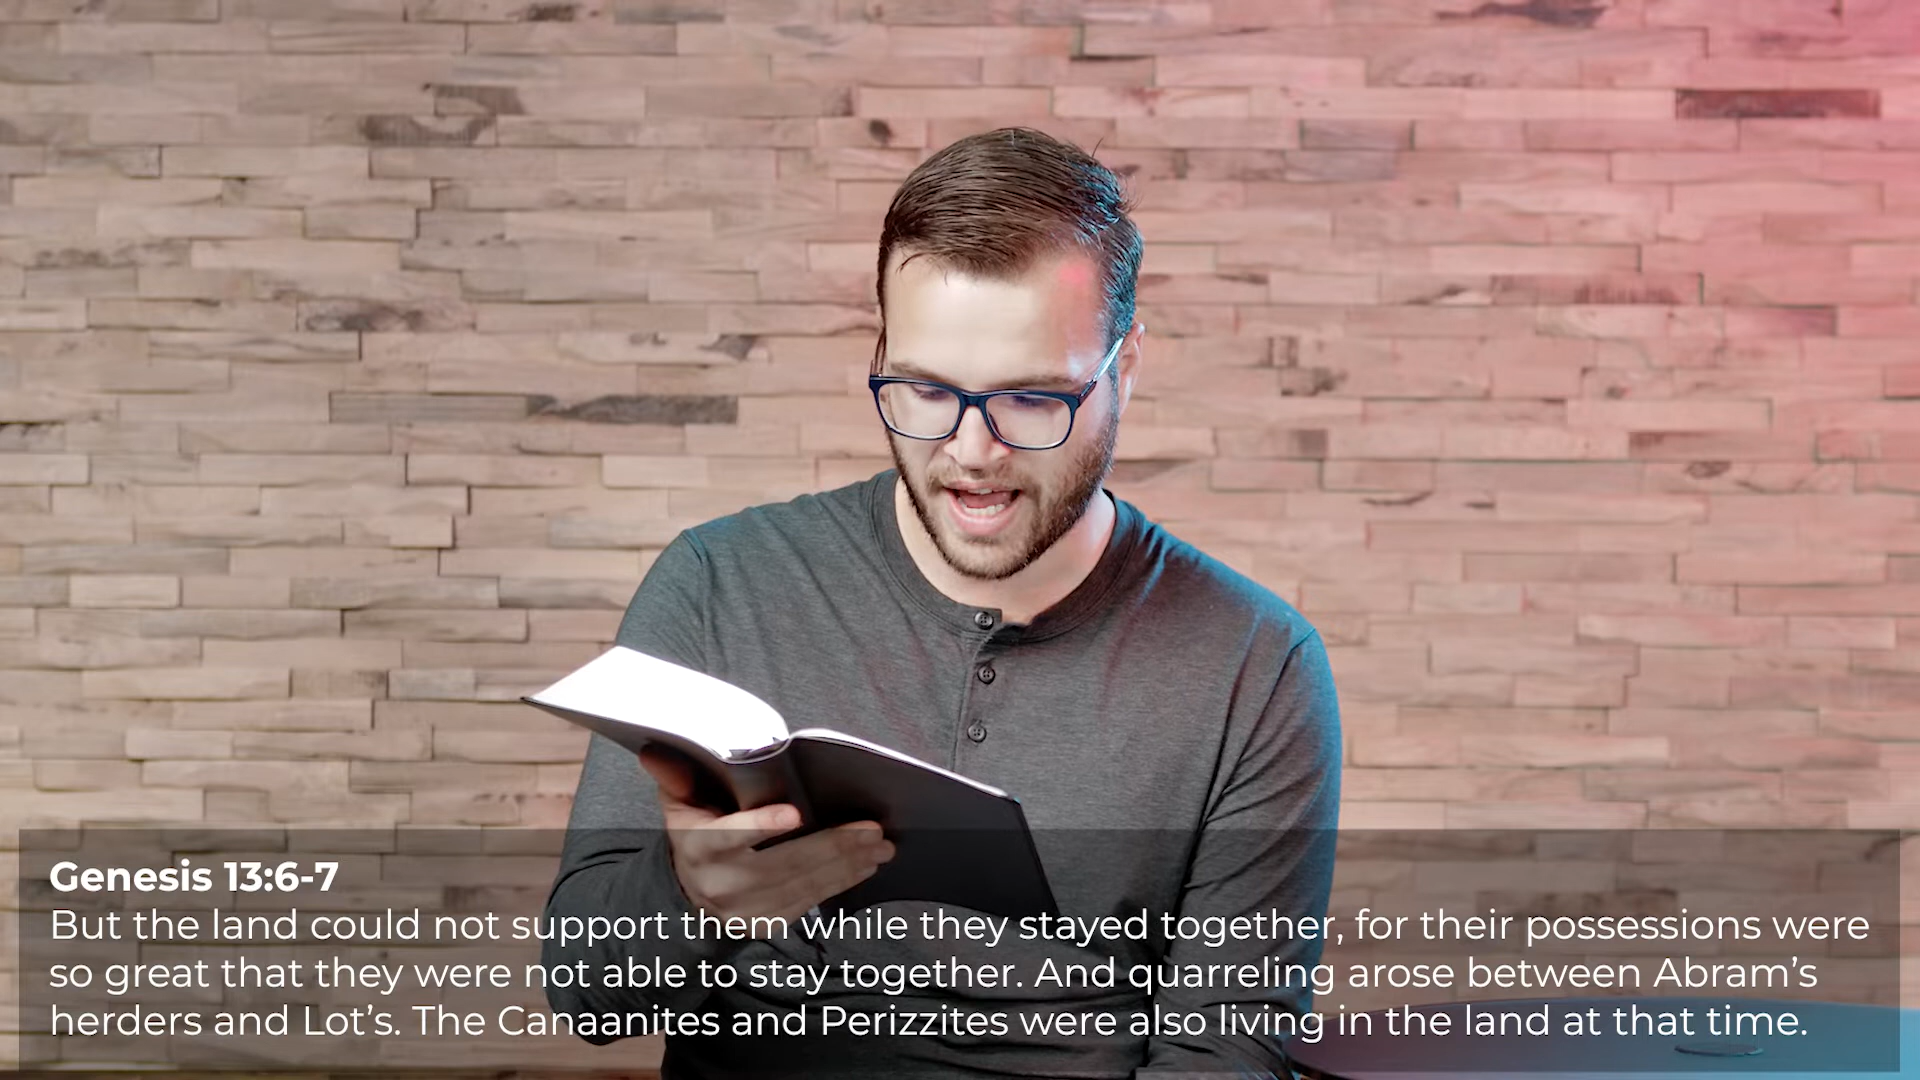 Genesis 13:6-7
But the land could not support them while they stayed together, for their possessions were
so great that they were not able to stay together. And quarreling arose between Abram’s
herders and Lot’s. The Canaanites and Perizzites were also living in the land at that time.